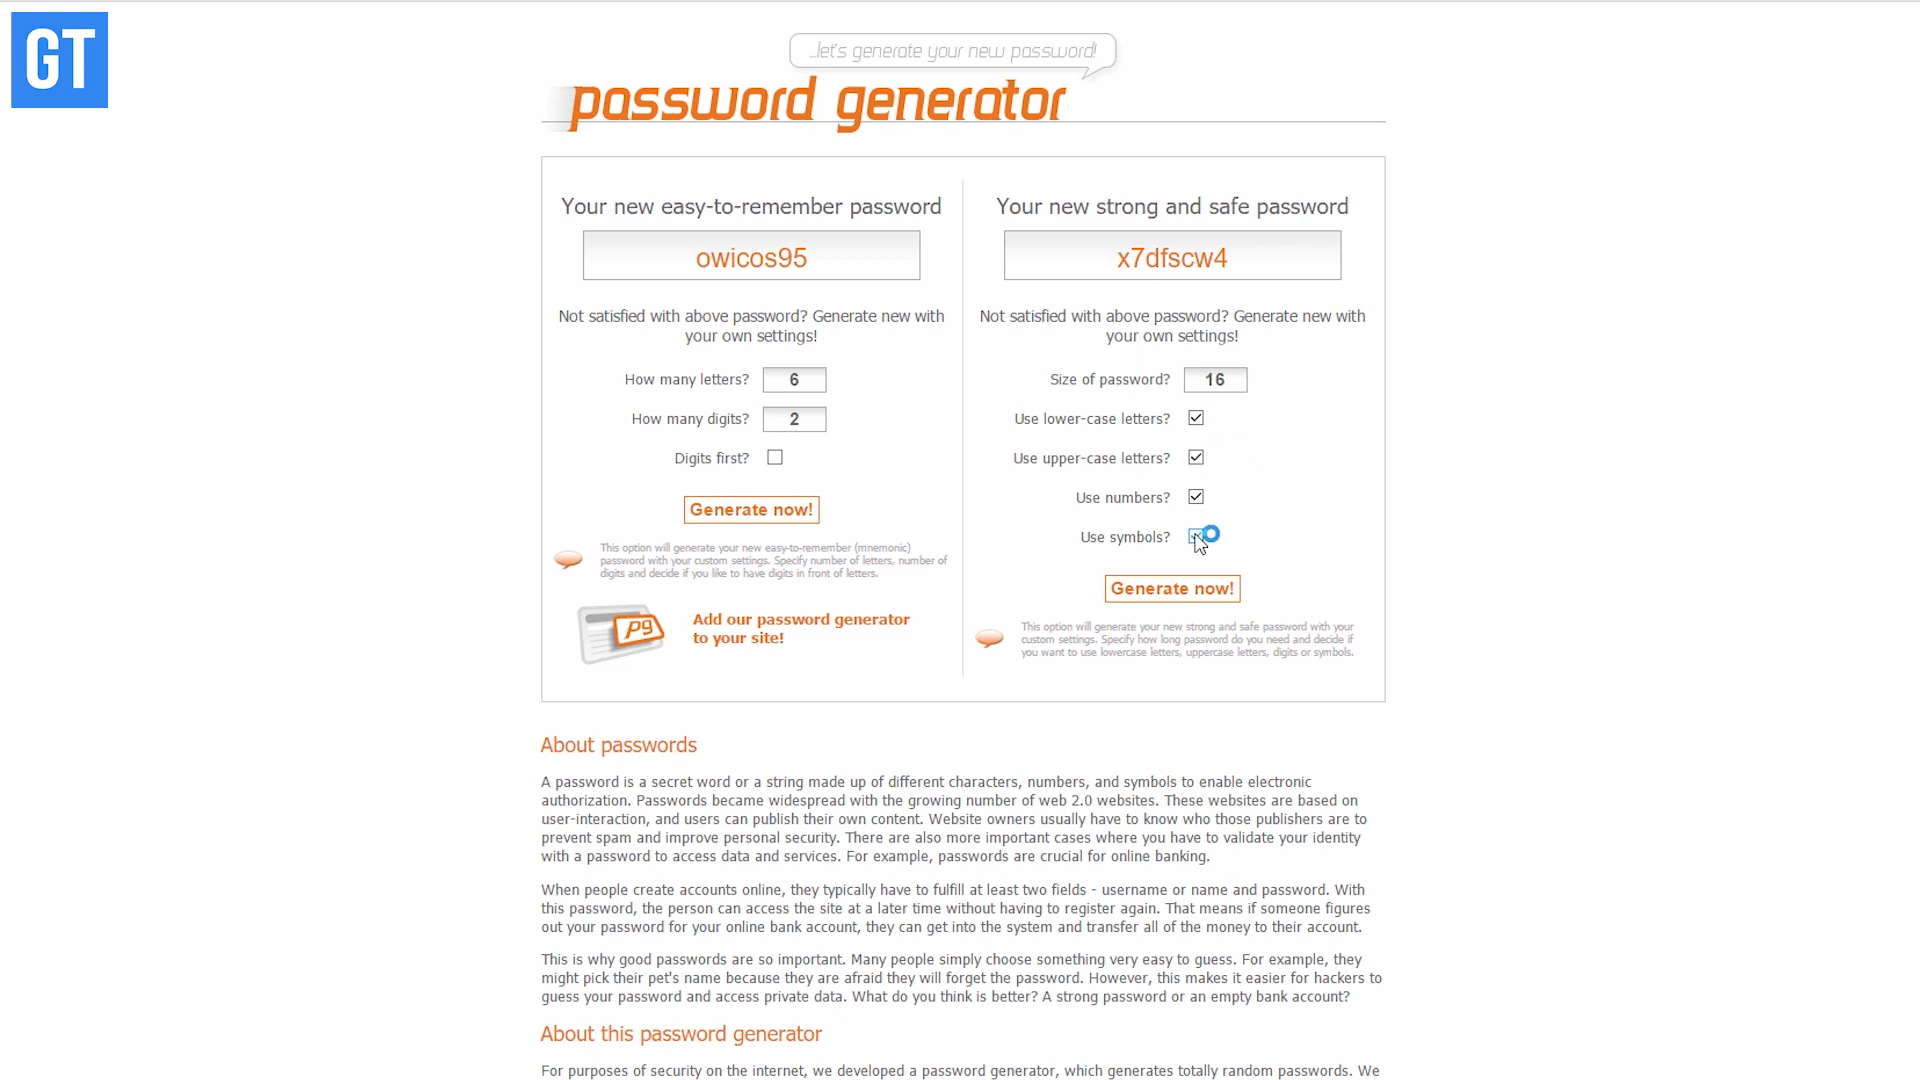 GT
...let's generate your new password!
password generator
Your new easy-to-remember password
owicos95
Not satisfied with above password? Generate new with
your own settings!
How many letters? 6
How many digits? 2
Digits first?
Generate now!
This option will generate your new easy-to-remember (mnemonic)
password with your custom settings. Specify number of letters, number of
digits and decide if you like to have digits in front of letters.
P9
Add our password generator
to your site!
Your new strong and safe password
x7dfscw4
Not satisfied with above password? Generate new with
your own settings!
Size of password? 16
Use lower-case letters?
Use upper-case letters?
Use numbers?
Use symbols?
Generate now!
This option will generate your new strong and safe password with your
custom settings. Specify how long password do you need and decide if
you want to use lowercase letters, uppercase letters, digits or symbols.
About passwords
A password is a secret word or a string made up of different characters, numbers, and symbols to enable electronic
authorization. Passwords became widespread with the growing number of web 2.0 websites. These websites are based on
user-interaction, and users can publish their own content. Website owners usually have to know who those publishers are to
prevent spam and improve personal security. There are also more important cases where you have to validate your identity
with a password to access data and services. For example, passwords are crucial for online banking.
When people create accounts online, they typically have to fulfill at least two fields - username or name and password. With
this password, the person can access the site at a later time without having to register again. That means if someone figures
out your password for your online bank account, they can get into the system and transfer all of the money to their account.
This is why good passwords are so important. Many people simply choose something very easy to guess. For example, they
might pick their pet's name because they are afraid they will forget the password. However, this makes it easier for hackers to
guess your password and access private data. What do you think is better? A strong password or an empty bank account?
About this password generator
For purposes of security on the internet, we developed a password generator, which generates totally random passwords. We